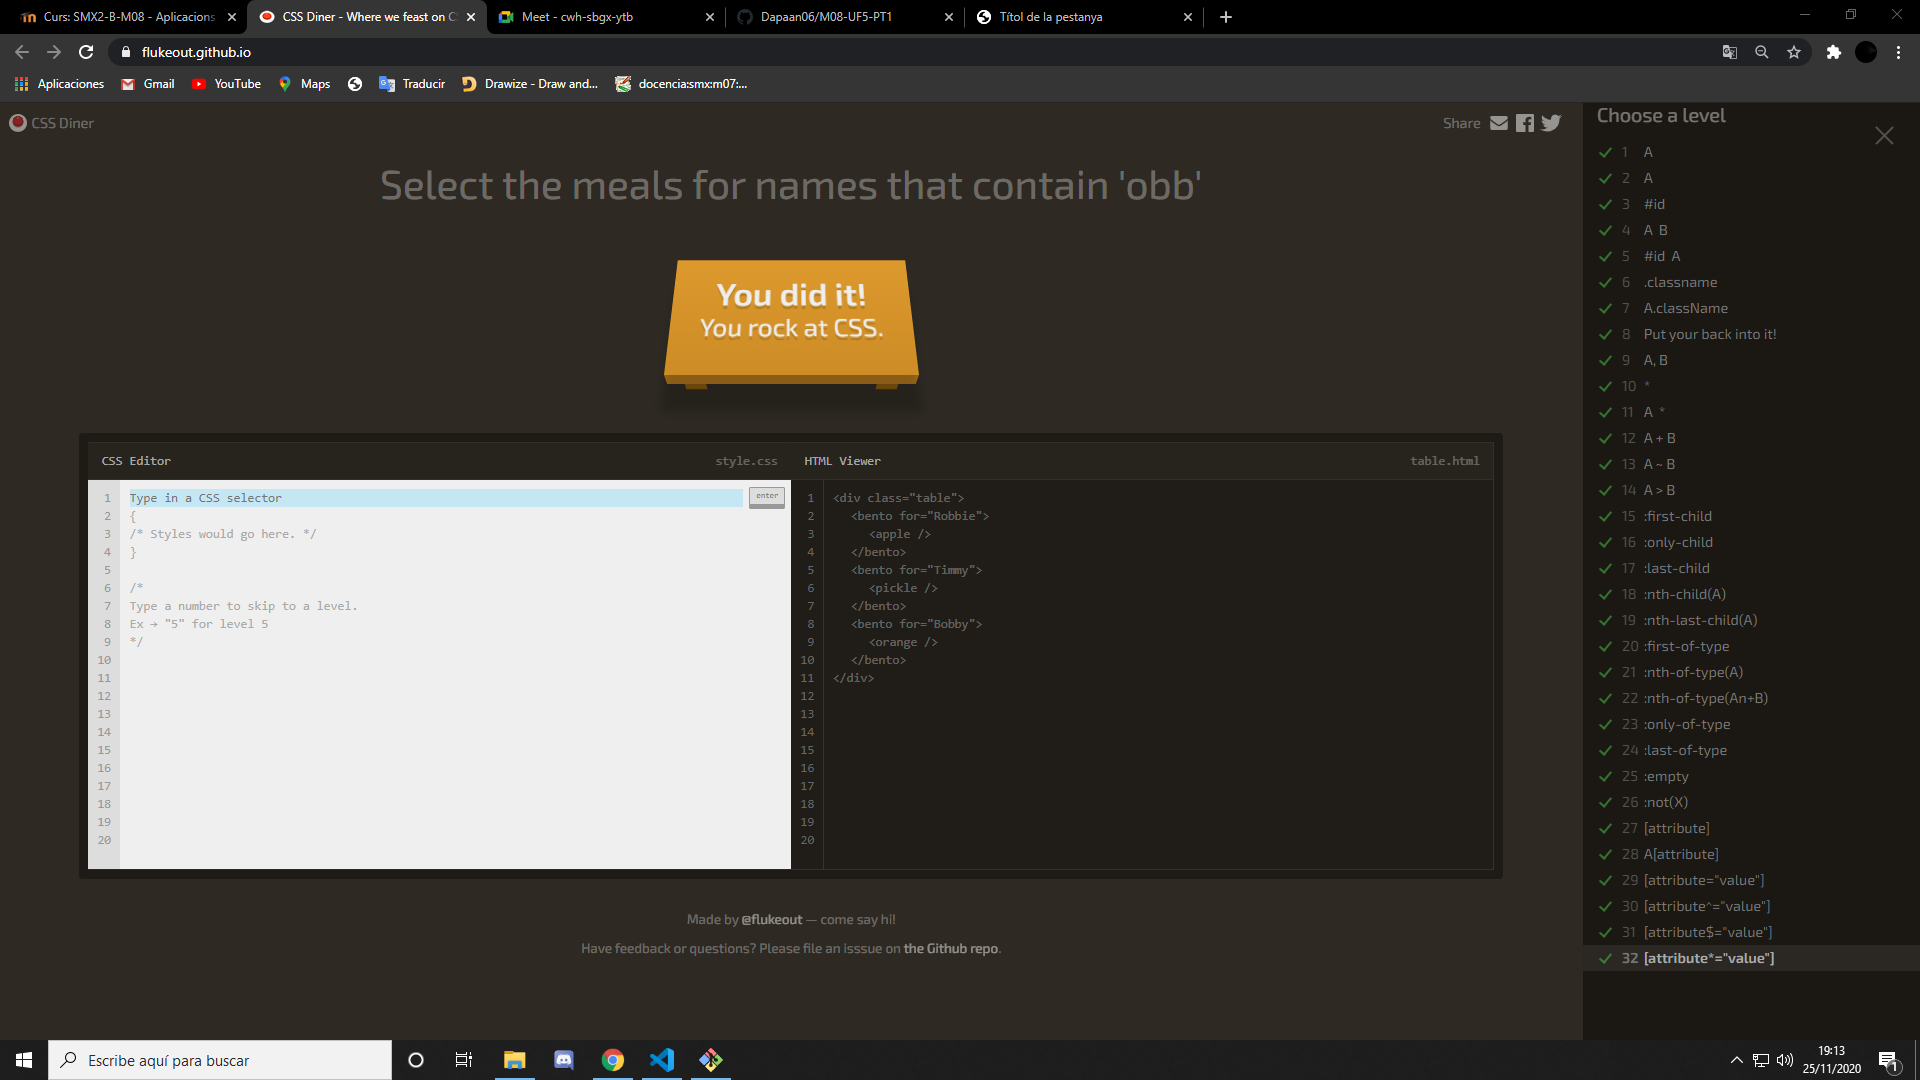 Curs: SMX2-B-M08 - Aplicacions
CSS Diner - Where we feast on C
Meet - cwh-sbgx-ytb
Dapaan06/M08-UF5-PT1
Títol de la pestanya
flukeout.github.io
Aplicaciones
Gmail
YouTube
Maps
Traducir
Drawize - Draw and...
docencia:smx:m07:...
CSS Diner
Share
Select the meals for names that contain 'obb'
You did it!
You rock at CSS.
CSS Editor
style.css
1 Type in a CSS selector
enter
2 {
3 /* Styles would go here. */
4 }
5
6 /*
7 Type a number to skip to a level.
8 Ex → "5" for level 5
9 */
10
11
12
13
14
15
16
17
18
19
20
HTML Viewer
table.html
1 <div class="table">
2 <bento for="Robbie">
3 <apple />
4 </bento>
5 <bento for="Timmy">
6 <pickle />
7 </bento>
8 <bento for="Bobby">
9 <orange />
10 </bento>
11 </div>
12
13
14
15
16
17
18
19
20
Made by @flukeout — come say hi!
Have feedback or questions? Please file an isssue on the Github repo.
Choose a level
1 A
2 A
3 #id
4 A B
5 #id A
6 .classname
7 A.className
8 Put your back into it!
9 A, B
10 *
11 A *
12 A + B
13 A ~ B
14 A > B
15 :first-child
16 :only-child
17 :last-child
18 :nth-child(A)
19 :nth-last-child(A)
20 :first-of-type
21 :nth-of-type(A)
22 :nth-of-type(An+B)
23 :only-of-type
24 :last-of-type
25 :empty
26 :not(X)
27 [attribute]
28 A[attribute]
29 [attribute="value"]
30 [attribute^="value"]
31 [attribute$="value"]
32 [attribute*="value"]
Escribe aquí para buscar
19:13
25/11/2020
1